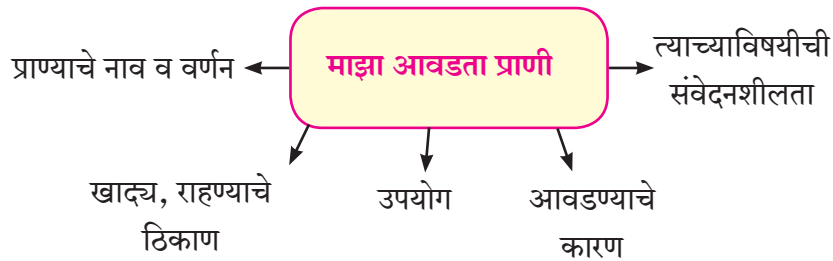 माझा आवडता प्राणी
प्राण्याचे नाव व वर्णन
त्याच्याविषयीची
संवेदनशीलता
खाद्य, राहण्याचे
ठिकाण
उपयोग
आवडण्याचे
कारण